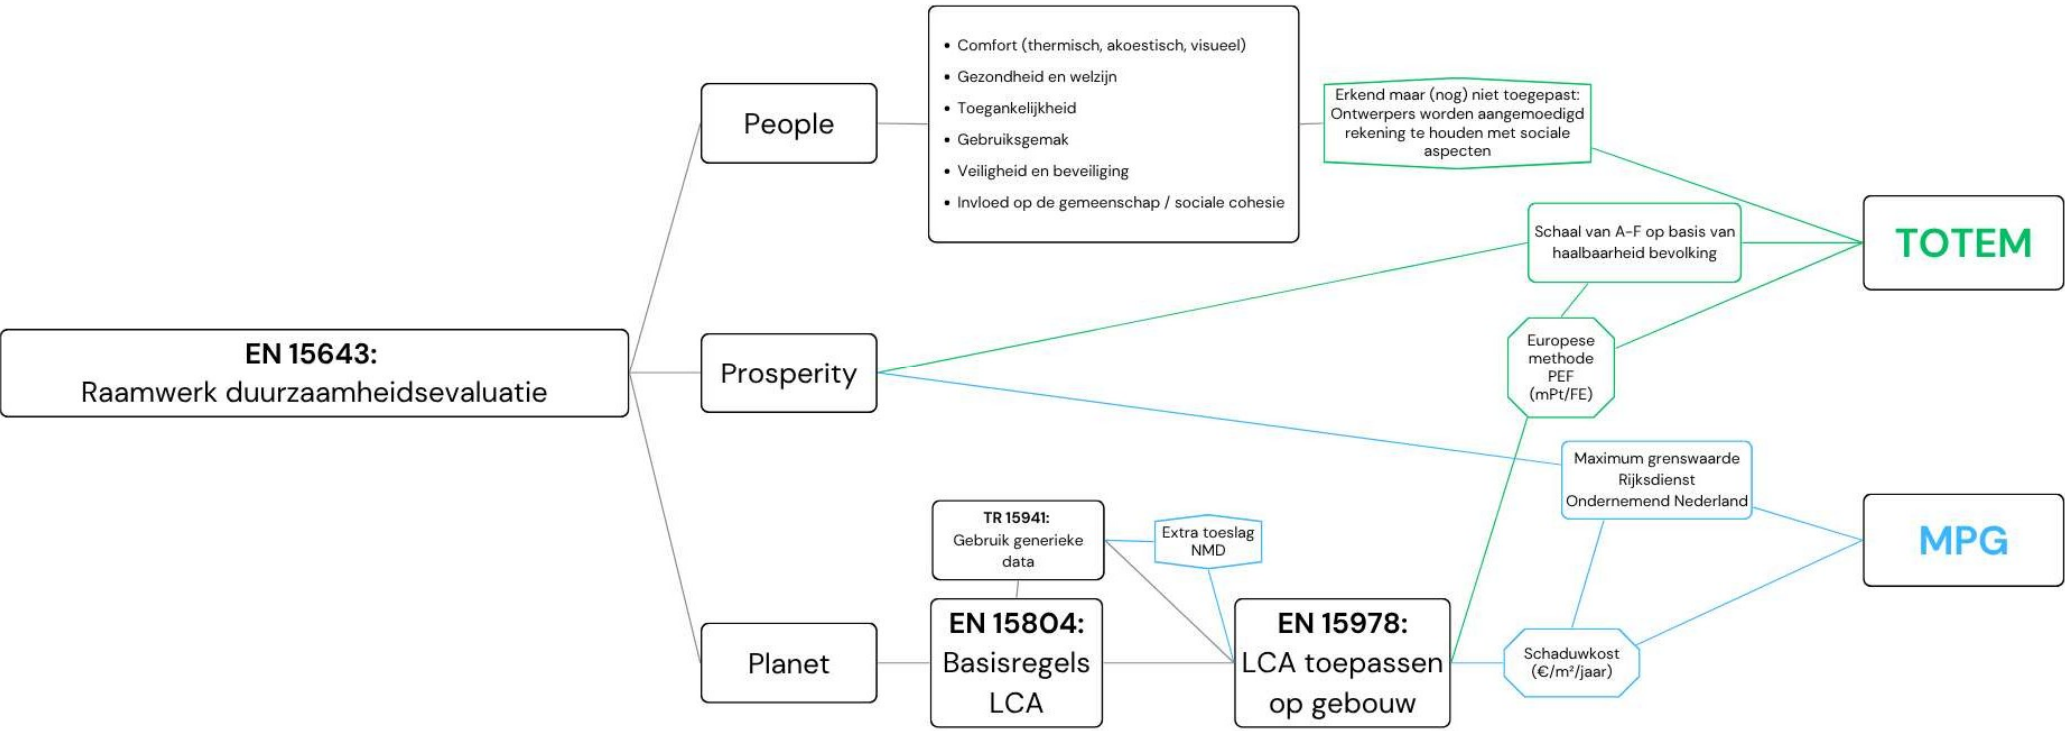 People
• Comfort (thermisch, akoestisch, visueel)
• Gezondheid en welzijn
• Toegankelijkheid
• Gebruiksgemak
• Veiligheid en beveiliging
• Invloed op de gemeenschap / sociale cohesie
Erkend maar (nog) niet toegepast:
Ontwerpers worden aangemoedigd
rekening te houden met sociale
aspecten
Schaal van A-F op basis van
haalbaarheid bevolking
TOTEM
EN 15643:
Raamwerk duurzaamheidsevaluatie
Prosperity
Europese
methode
PEF
(mPt/FE)
Maximum grenswaarde
Rijksdienst
Ondernemend Nederland
MPG
TR 15941:
Gebruik generieke
data
Extra toeslag
NMD
Planet
EN 15804:
Basisregels
LCA
EN 15978:
LCA toepassen
op gebouw
Schaduwkost
(€/m²/jaar)